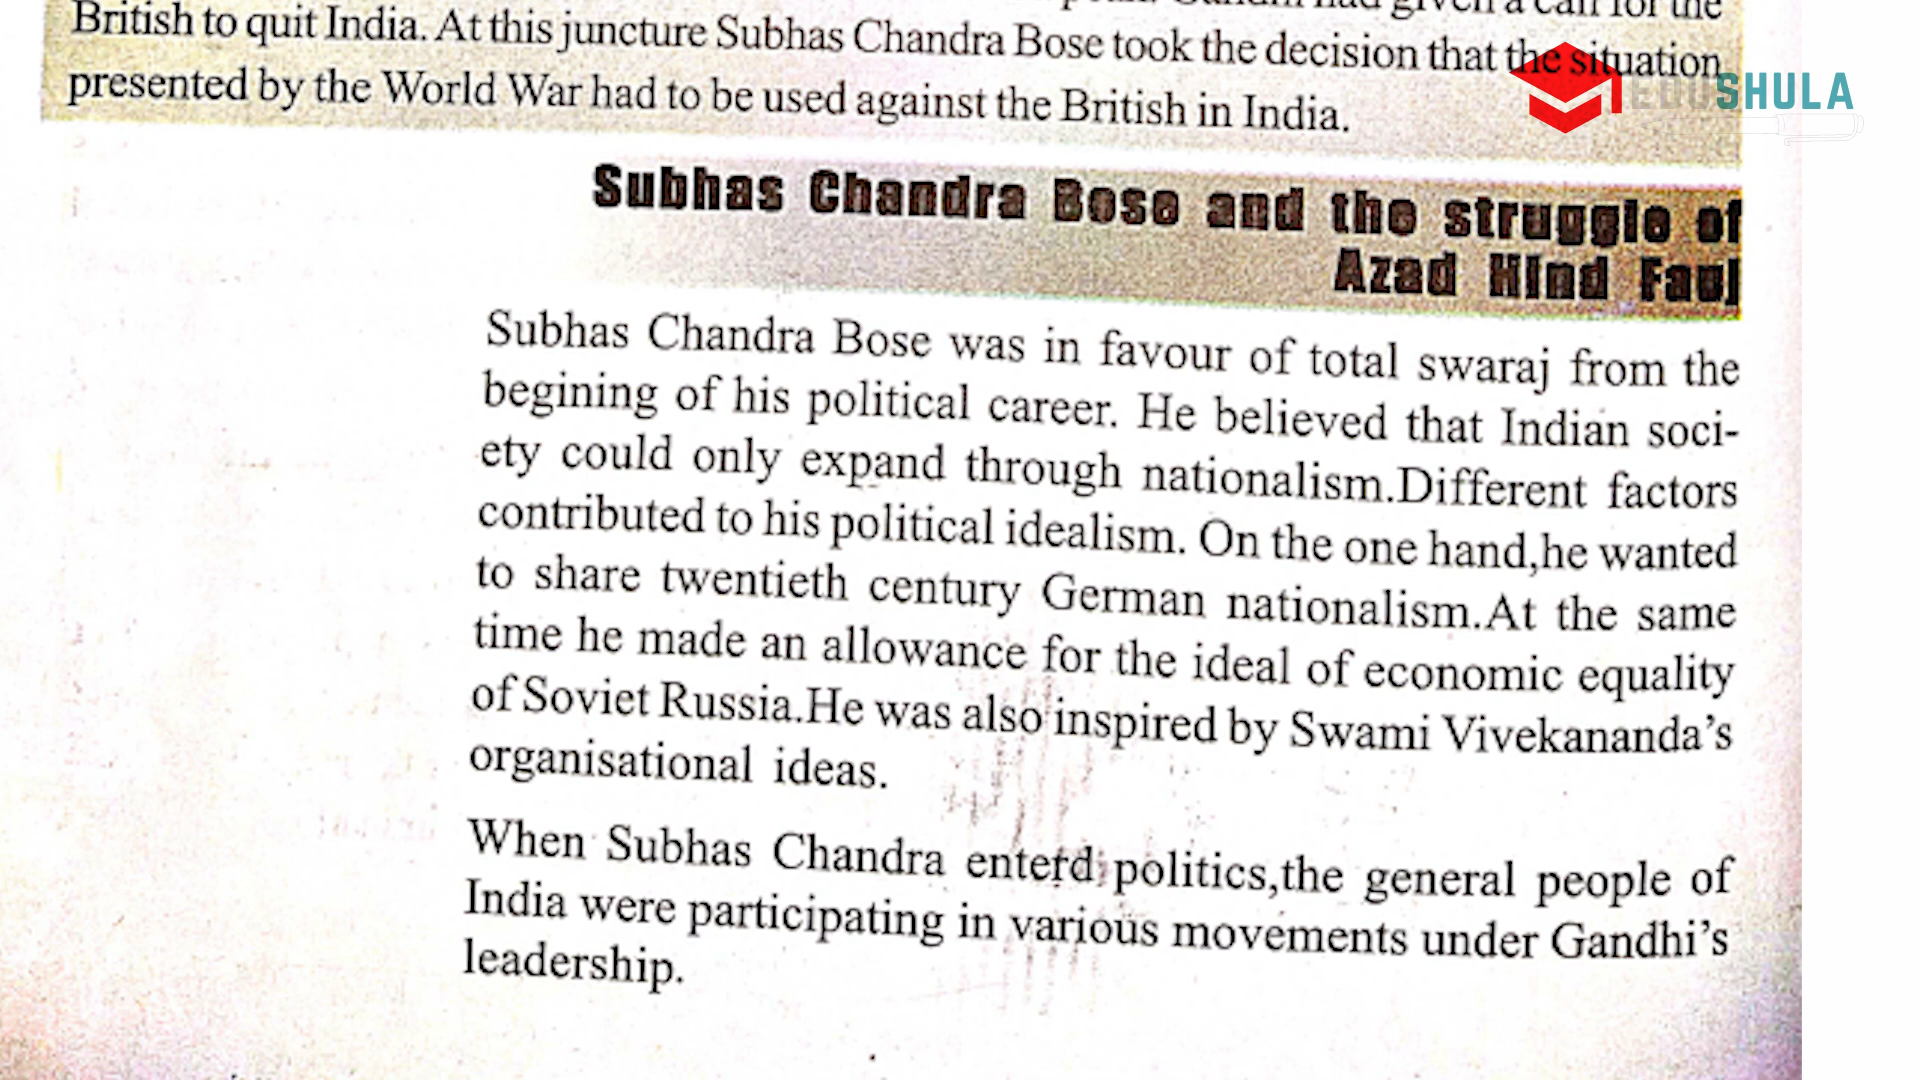 given a call for the
British to quit India. At this juncture Subhas Chandra Bose took the decision that the situation
presented by the World War had to be used against the British in India.
EDUSHULA
Subhas Chandra Bose and the struggle of
Azad Hind Fauj
Subhas Chandra Bose was in favour of total swaraj from the
begining of his political career. He believed that Indian soci-
ety could only expand through nationalism.Different factors
contributed to his political idealism. On the one hand,he wanted
to share twentieth century German nationalism.At the same
time he made an allowance for the ideal of economic equality
of Soviet Russia.He was also inspired by Swami Vivekananda's
organisational ideas.
When Subhas Chandra enterd politics,the general people of
India were participating in various movements under Gandhi's
leadership.